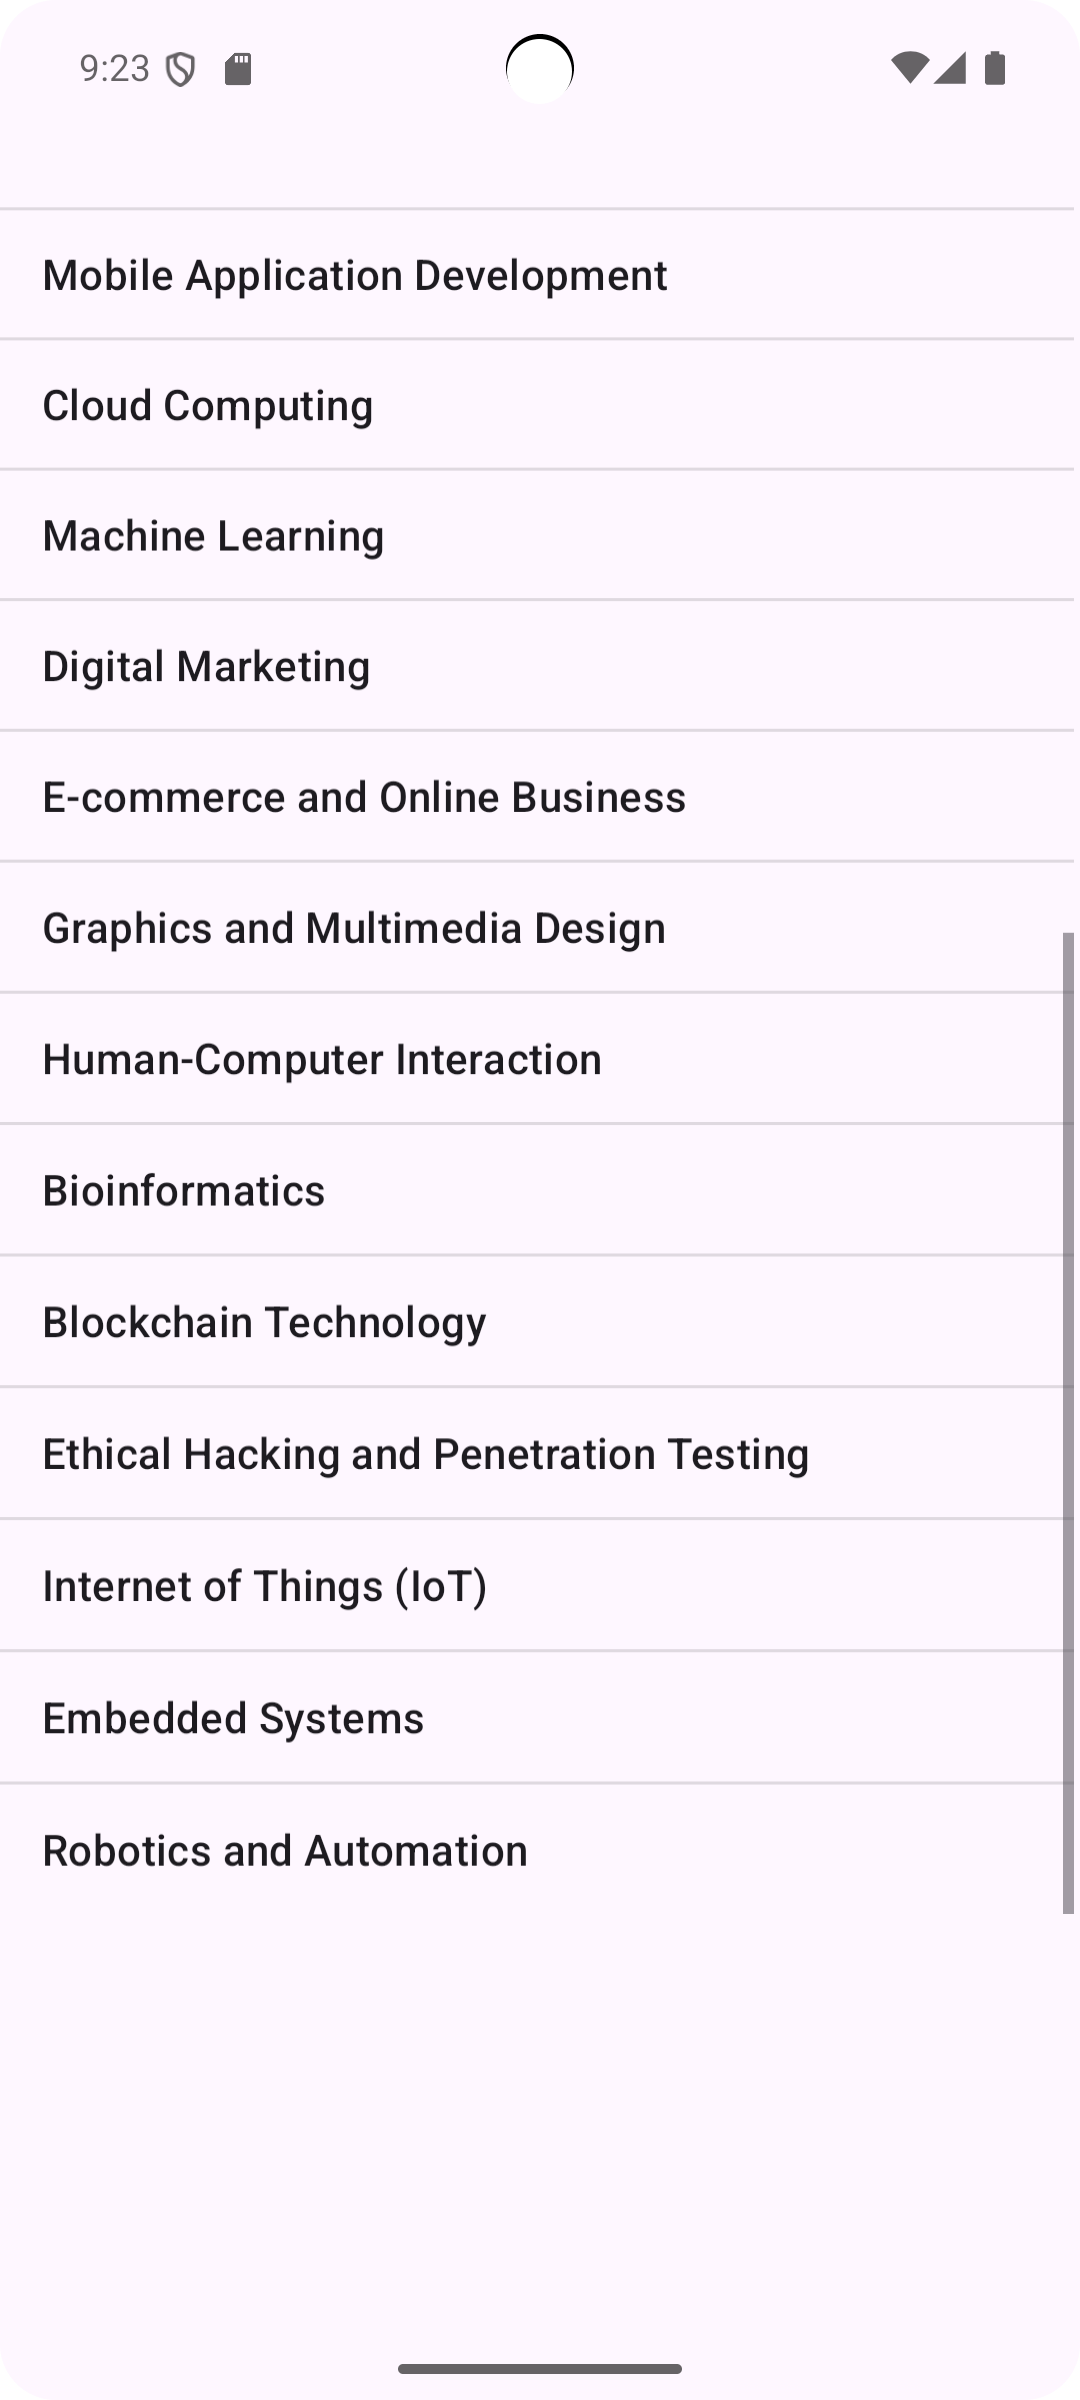 9:23
Mobile Application Development
Cloud Computing
Machine Learning
Digital Marketing
E-commerce and Online Business
Graphics and Multimedia Design
Human-Computer Interaction
Bioinformatics
Blockchain Technology
Ethical Hacking and Penetration Testing
Internet of Things (IoT)
Embedded Systems
Robotics and Automation